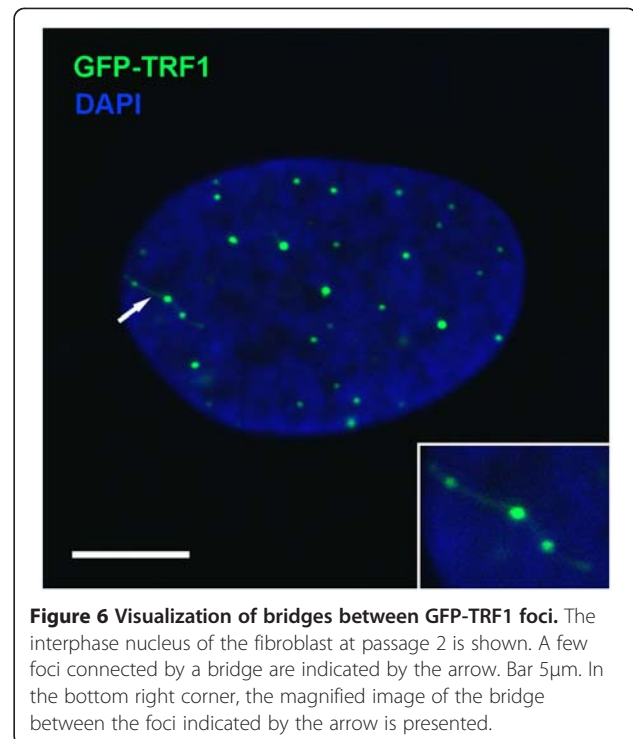 GFP-TRF1
DAPI
Figure 6 Visualization of bridges between GFP-TRF1 foci. The
interphase nucleus of the fibroblast at passage 2 is shown. A few
foci connected by a bridge are indicated by the arrow. Bar 5μm. In
the bottom right corner, the magnified image of the bridge
between the foci indicated by the arrow is presented.